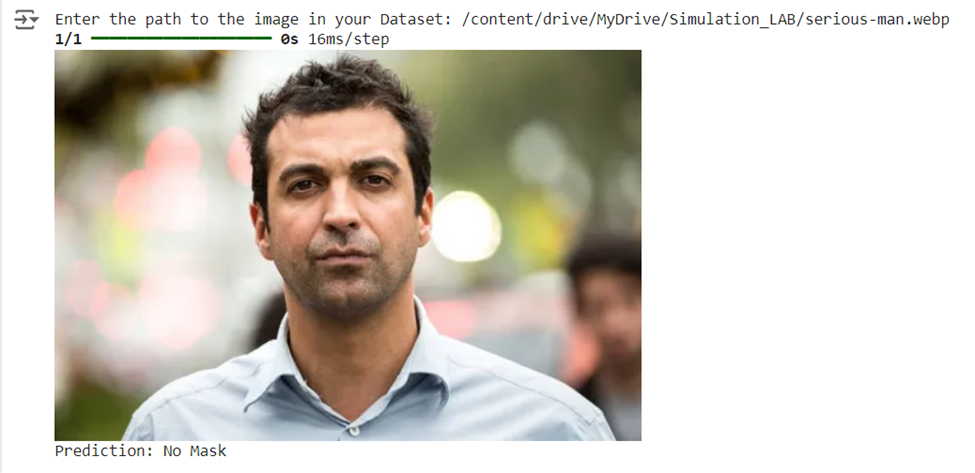 Enter the path to the image in your Dataset: /content/drive/MyDrive/Simulation_LAB/serious-man.webp
1/1 ━━━━━━━━━━━━━━━━━━━━ 0s 16ms/step
Prediction: No Mask